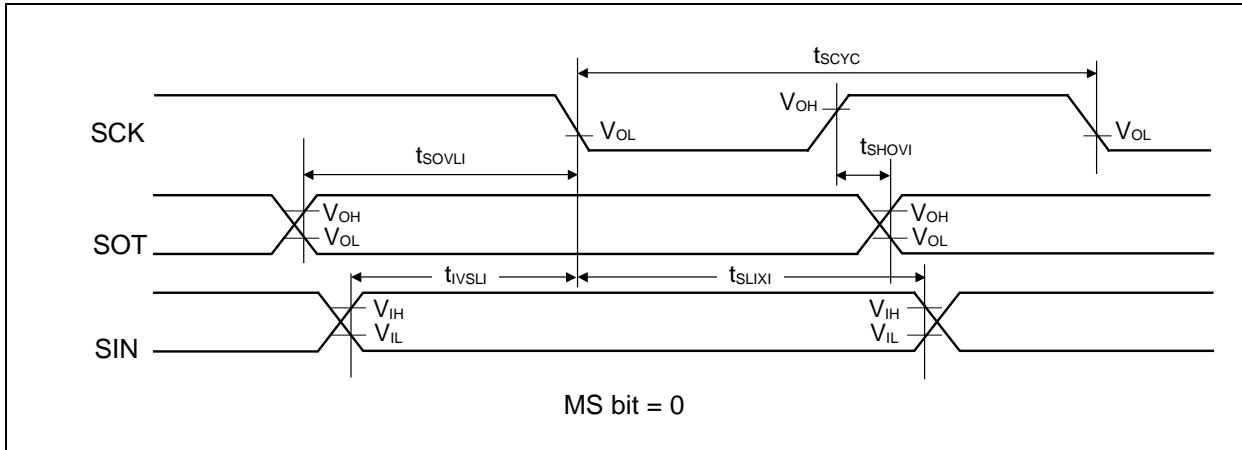 tSCYC
VOH
SCK
VOL
VOL
tSOVLI
tSHOVI
VOH
VOH
SOT
VOL
VOL
tIVSLI
tSLIXI
VIH
VIH
VIL
VIL
SIN
MS bit = 0